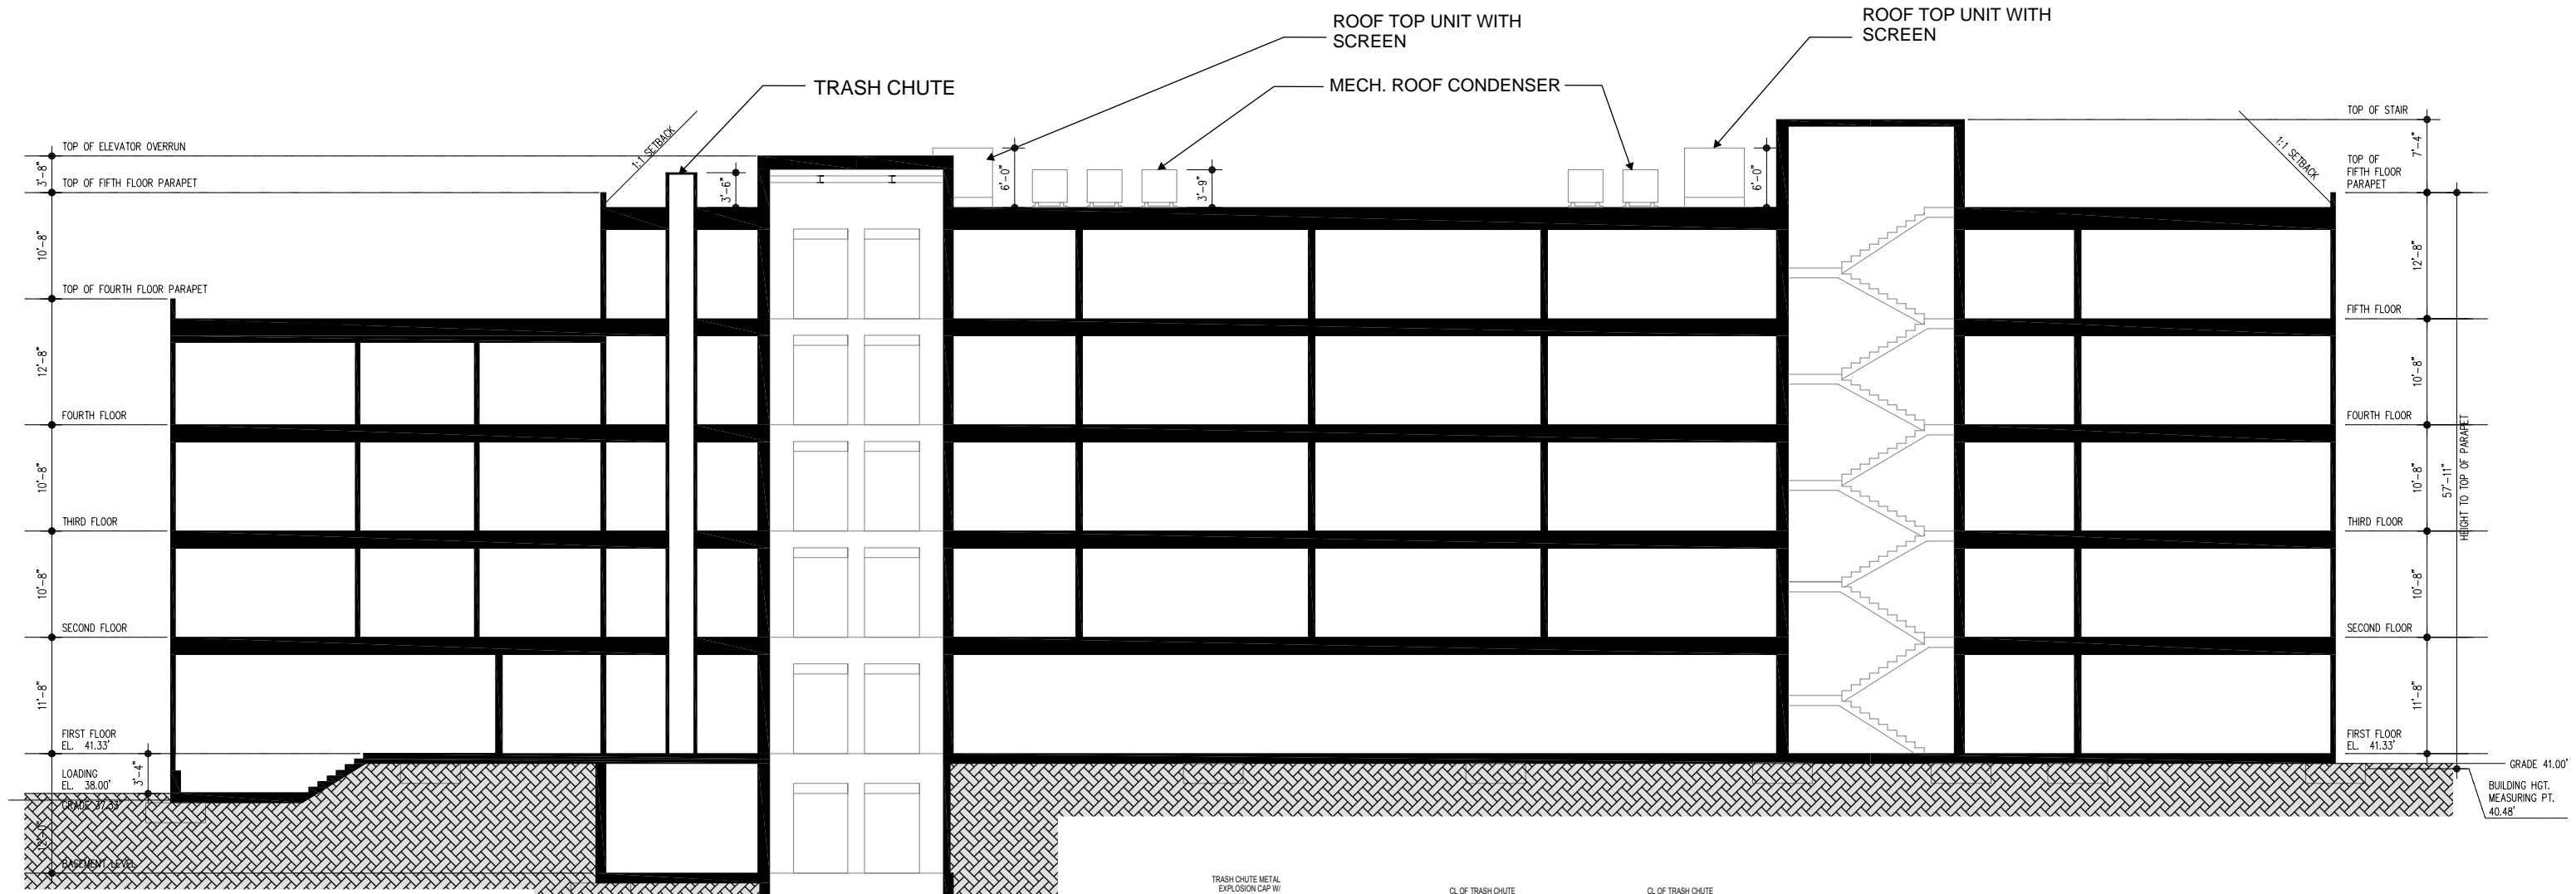 ROOF TOP UNIT WITH
SCREEN
ROOF TOP UNIT WITH
SCREEN
TRASH CHUTE
MECH. ROOF CONDENSER
1:1 SETBACK
1:1 SETBACK
TOP OF ELEVATOR OVERRUN
3'-8"
TOP OF FIFTH FLOOR PARAPET
10'-8"
TOP OF FOURTH FLOOR PARAPET
12'-8"
FOURTH FLOOR
10'-8"
THIRD FLOOR
10'-8"
SECOND FLOOR
11'-8"
FIRST FLOOR
EL. 41.33'
3'-4"
LOADING
EL. 38.00'
GRADE 37.33'
12'-0"
BASEMENT LEVEL
3'-6"
6'-0"
3'-9"
6'-0"
TOP OF STAIR
7'-4"
TOP OF
FIFTH FLOOR
PARAPET
12'-8"
FIFTH FLOOR
10'-8"
FOURTH FLOOR
10'-8"
THIRD FLOOR
10'-8"
SECOND FLOOR
11'-8"
FIRST FLOOR
EL. 41.33'
57'-11"
HEIGHT TO TOP OF PARAPET
GRADE 41.00'
BUILDING HGT.
MEASURING PT.
40.48'
TRASH CHUTE METAL
EXPLOSION CAP W/
CL OF TRASH CHUTE
CL OF TRASH CHUTE